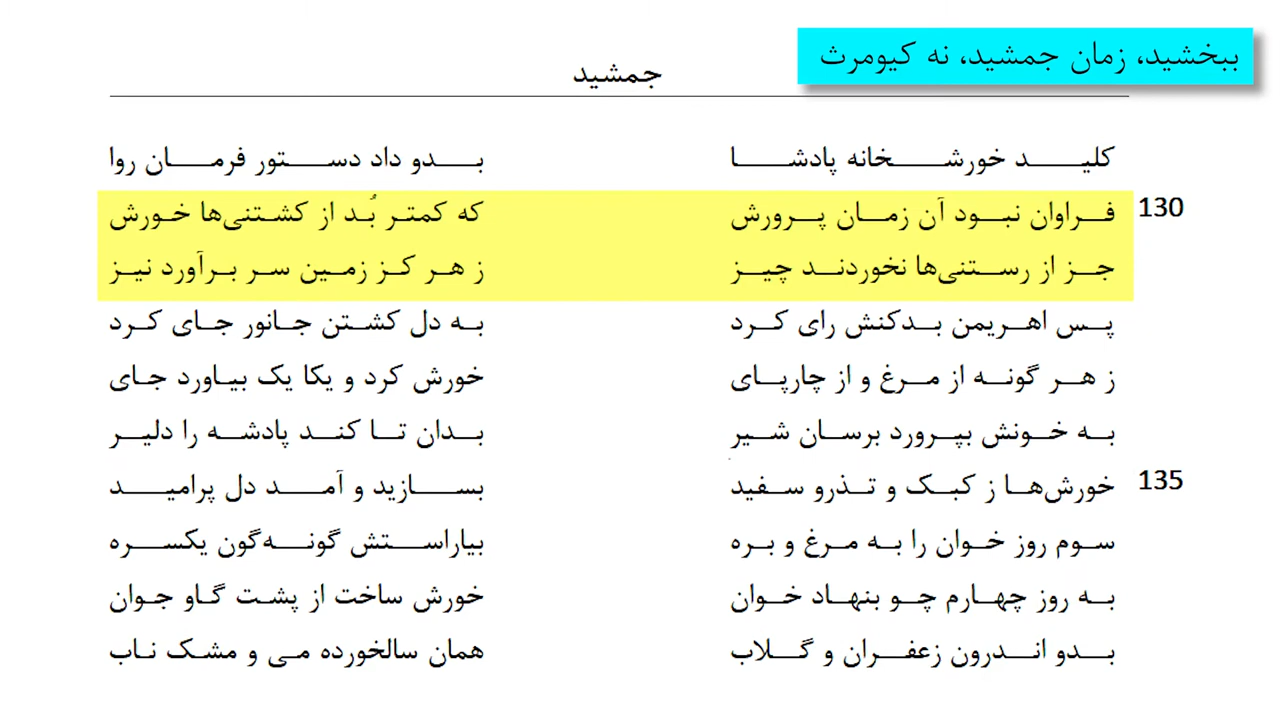 ببخشید، زمان جمشید، نه کیومرث
جمشید
کلید خورشخانه پادشا بدو داد دستور فرمان روا
130 فراوان نبود آن زمان پرورش که کمتر بُد از کشتنی‌ها خورش
جز از رستنی‌ها نخوردند چیز ز هر کز زمین سر برآورد نیز
پس اهریمن بدکنش رای کرد به دل کشتن جانور جای کرد
ز هر گونه از مرغ و از چارپای خورش کرد و یکا یک بیاورد جای
به خونش بپرورد برسان شیر بدان تا کند پادشه را دلیر
135 خورش‌ها ز کبک و تذرو سفید بسازید و آمد دل پرامید
سوم روز خوان را به مرغ و بره بیاراستش گونه‌گون یکسره
به روز چهارم چو بنهاد خوان خورش ساخت از پشت گاو جوان
بدو اندرون زعفران و گلاب همان سالخورده می و مشک ناب